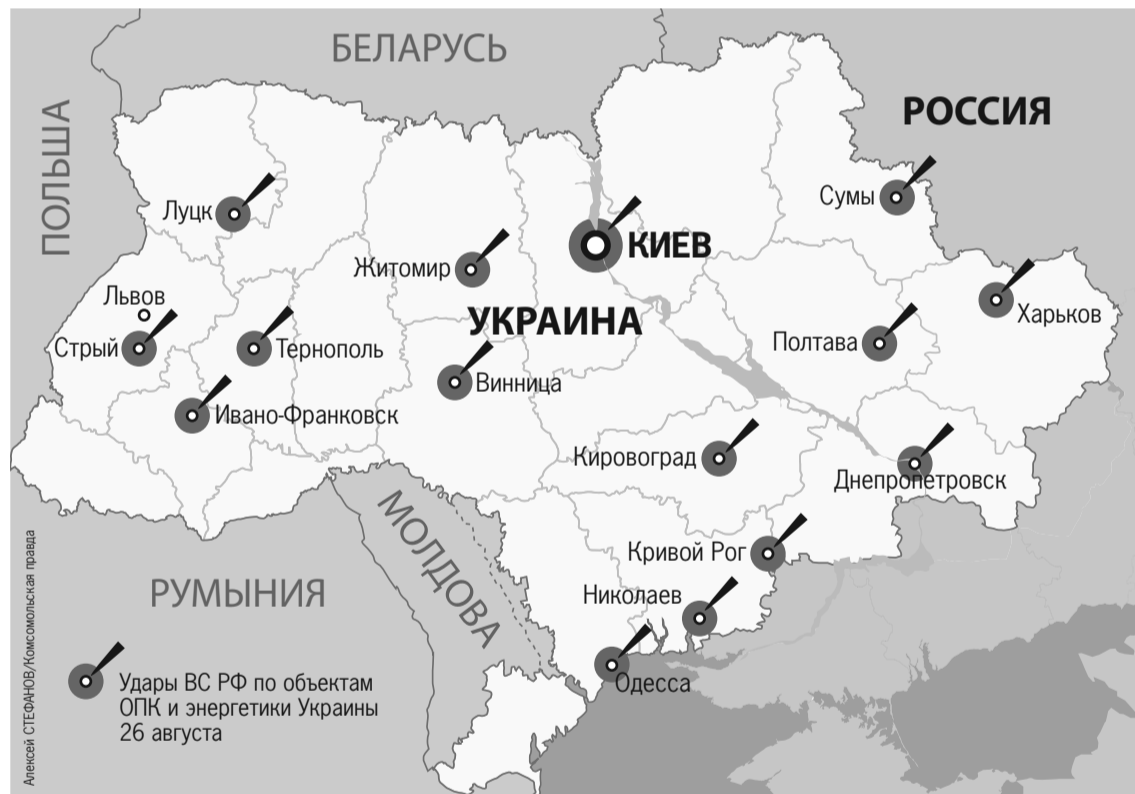 БЕЛАРУСЬ
ПОЛЬША
РОССИЯ
Луцк
Сумы
КИЕВ
Житомир
Львов
Харьков
УКРАИНА
Стрый
Тернополь
Полтава
Винница
Ивано-Франковск
Кировоград
Днепропетровск
МОЛДОВА
Кривой Рог
РУМЫНИЯ
Николаев
Одесса
Удары ВС РФ по объектам
ОПК и энергетики Украины
26 августа
Алексей СТЕФАНОВ/Комсомольская правда